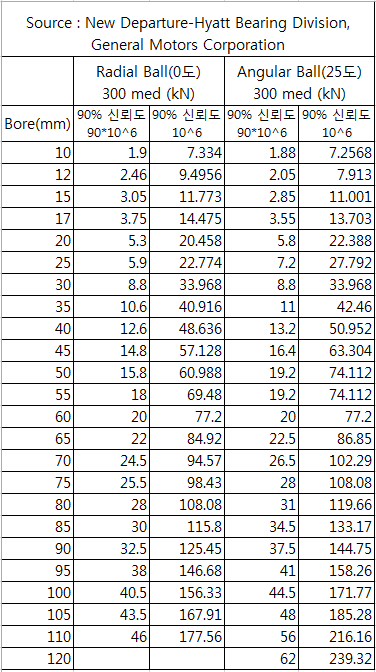 Source : New Departure-Hyatt Bearing Division,
General Motors Corporation
Radial Ball(0도) Angular Ball(25도)
300 med (kN) 300 med (kN)
Bore(mm) 90% 신뢰도 90% 신뢰도 90% 신뢰도 90% 신뢰도
90*10^6 10^6 90*10^6 10^6
10 1.9 7.334 1.88 7.2568
12 2.46 9.4956 2.05 7.913
15 3.05 11.773 2.85 11.001
17 3.75 14.475 3.55 13.703
20 5.3 20.458 5.8 22.388
25 5.9 22.774 7.2 27.792
30 8.8 33.968 8.8 33.968
35 10.6 40.916 11 42.46
40 12.6 48.636 13.2 50.952
45 14.8 57.128 16.4 63.304
50 15.8 60.988 19.2 74.112
55 18 69.48 19.2 74.112
60 20 77.2 20 77.2
65 22 84.92 22.5 86.85
70 24.5 94.57 26.5 102.29
75 25.5 98.43 28 108.08
80 28 108.08 31 119.66
85 30 115.8 34.5 133.17
90 32.5 125.45 37.5 144.75
95 38 146.68 41 158.26
100 40.5 156.33 44.5 171.77
105 43.5 167.91 48 185.28
110 46 177.56 56 216.16
120 62 239.32